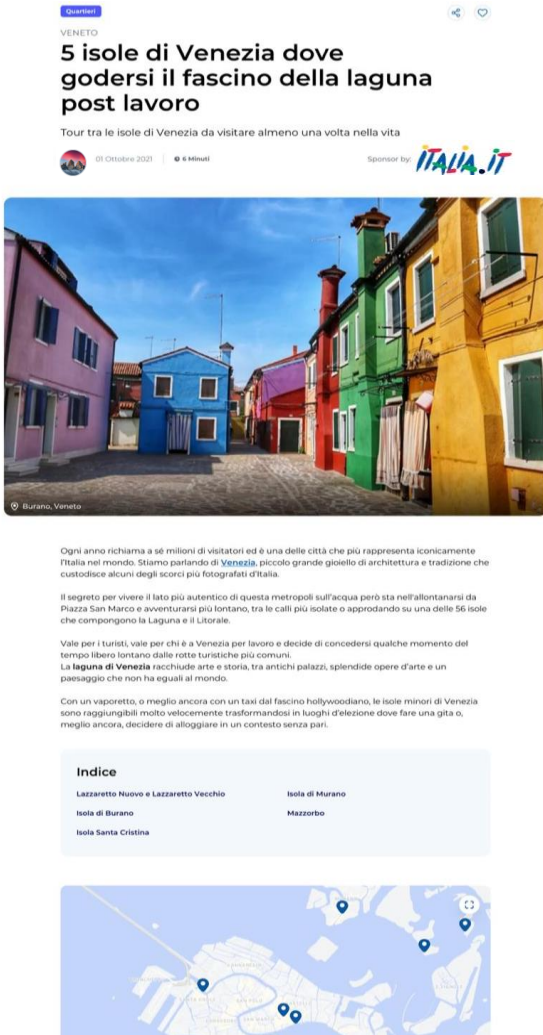 Quartieri
VENETO
5 isole di Venezia dove
godersi il fascino della laguna
post lavoro
Tour tra le isole di Venezia da visitare almeno una volta nella vita
01 Ottobre 2021
6 Minuti
Sponsor by:
ITALIA.IT
Burano, Veneto
Ogni anno richiama a sé milioni di visitatori ed è una delle città che più rappresenta iconicamente
l'Italia nel mondo. Stiamo parlando di Venezia, piccolo grande gioiello di architettura e tradizione che
custodisce alcuni degli scorci più fotografati d'Italia.
Il segreto per vivere il lato più autentico di questa metropoli sull'acqua però sta nell'allontanarsi da
Piazza San Marco e avventurarsi più lontano, tra le calli più isolate o approdando su una delle 56 isole
che compongono la Laguna e il Litorale.
Vale per i turisti, vale per chi è a Venezia per lavoro e decide di concedersi qualche momento del
tempo libero lontano dalle rotte turistiche più comuni.
La laguna di Venezia racchiude arte e storia, tra antichi palazzi, splendide opere d'arte e un
paesaggio che non ha eguali al mondo.
Con un vaporetto, o meglio ancora con un taxi dal fascino hollywoodiano, le isole minori di Venezia
sono raggiungibili molto velocemente trasformandosi in luoghi d'elezione dove fare una gita o,
meglio ancora, decidere di alloggiare in un contesto senza pari.
Indice
Lazzaretto Nuovo e Lazzaretto Vecchio
Isola di Murano
Isola di Burano
Mazzorbo
Isola Santa Cristina